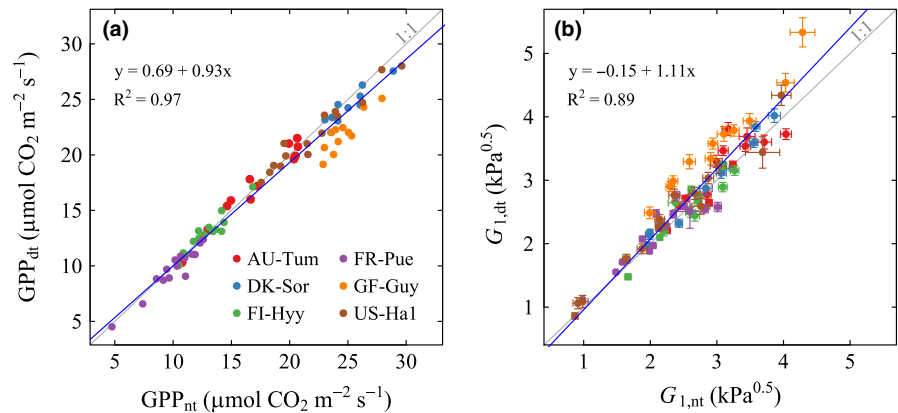 (a)
1:1
y = 0.69 + 0.93x
R² = 0.97
30
25
20
15
10
5
GPPdt (μmol CO2 m−2 s−1)
AU-Tum
DK-Sor
FI-Hyy
FR-Pue
GF-Guy
US-Ha1
5 10 15 20 25 30
GPPnt (μmol CO2 m−2 s−1)
(b)
1:1
y = −0.15 + 1.11x
R² = 0.89
5
4
3
2
1
G1,dt (kPa0.5)
1 2 3 4 5
G1,nt (kPa0.5)